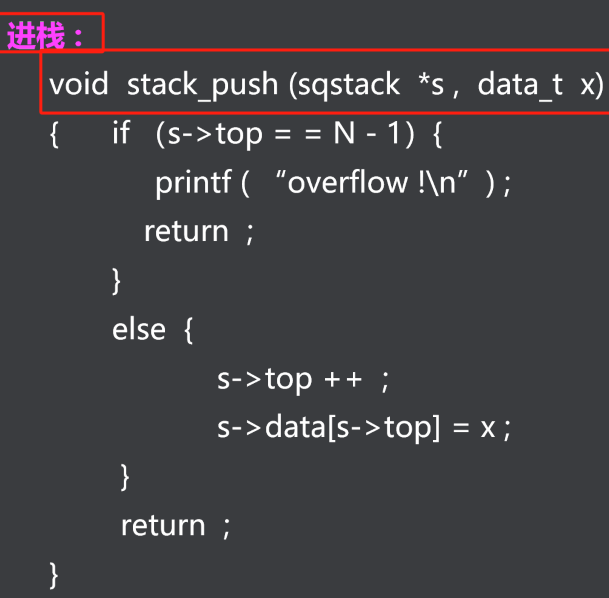 进栈：
void stack_push (sqstack *s , data_t x)
{ if (s->top = = N - 1) {
printf ( “overflow !\n” ) ;
return ;
}
else {
s->top ++ ;
s->data[s->top] = x ;
}
return ;
}